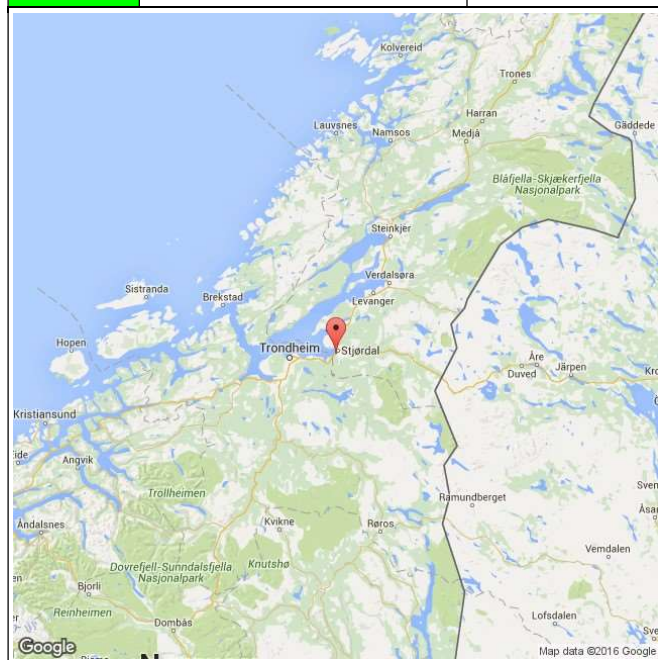 Kolvereid
Trones
Harran
Lauvsnes
Namsos
Medjå
Gäddede
Blåfjella-Skjækerfjella
Nasjonalpark
Steinkjer
Verdalsøra
Sistranda
Brekstad
Levanger
Hopen
Trondheim
Stjørdal
Åre
Duved
Järpen
Kristiansund
Angvik
Trollheimen
Ramundberget
Åndalsnes
Kvikne
Røros
Vemdalen
Dovrefjell-Sunndalsfjella
Nasjonalpark
Knutshø
Bjorli
Reinheimen
Dombås
Lofsdalen
Google
Map data ©2016 Google